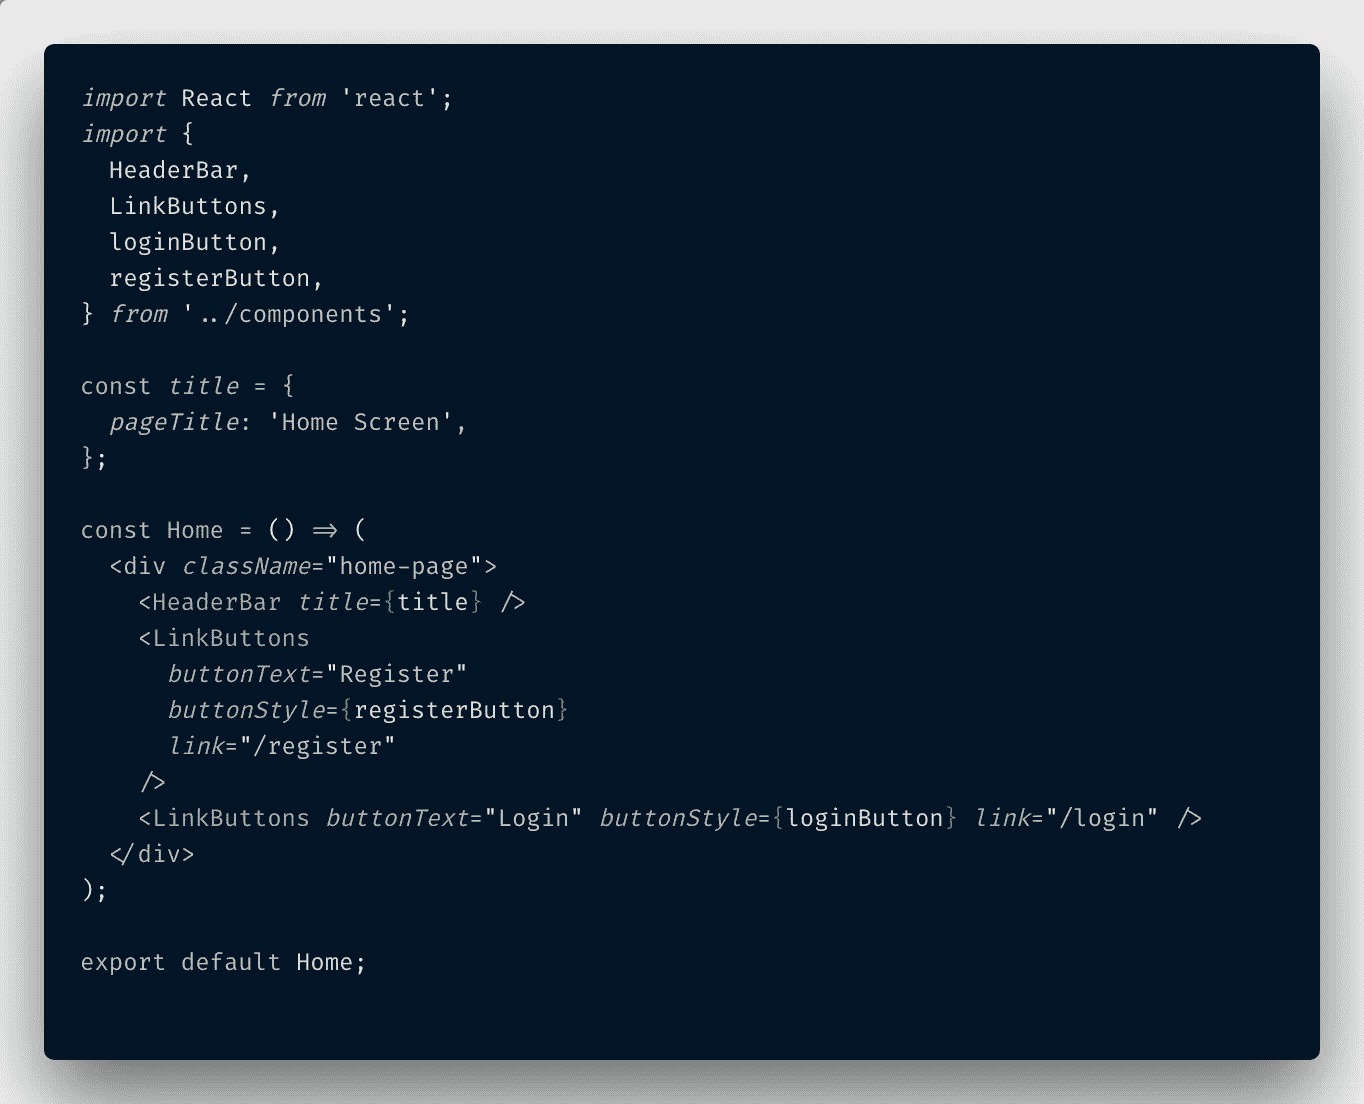 import React from 'react';
import {
  HeaderBar,
  LinkButtons,
  loginButton,
  registerButton,
} from '../components';

const title = {
  pageTitle: 'Home Screen',
};

const Home = () => (
  <div className="home-page">
    <HeaderBar title={title} />
    <LinkButtons
      buttonText="Register"
      buttonStyle={registerButton}
      link="/register"
    />
    <LinkButtons buttonText="Login" buttonStyle={loginButton} link="/login" />
  </div>
);

export default Home;